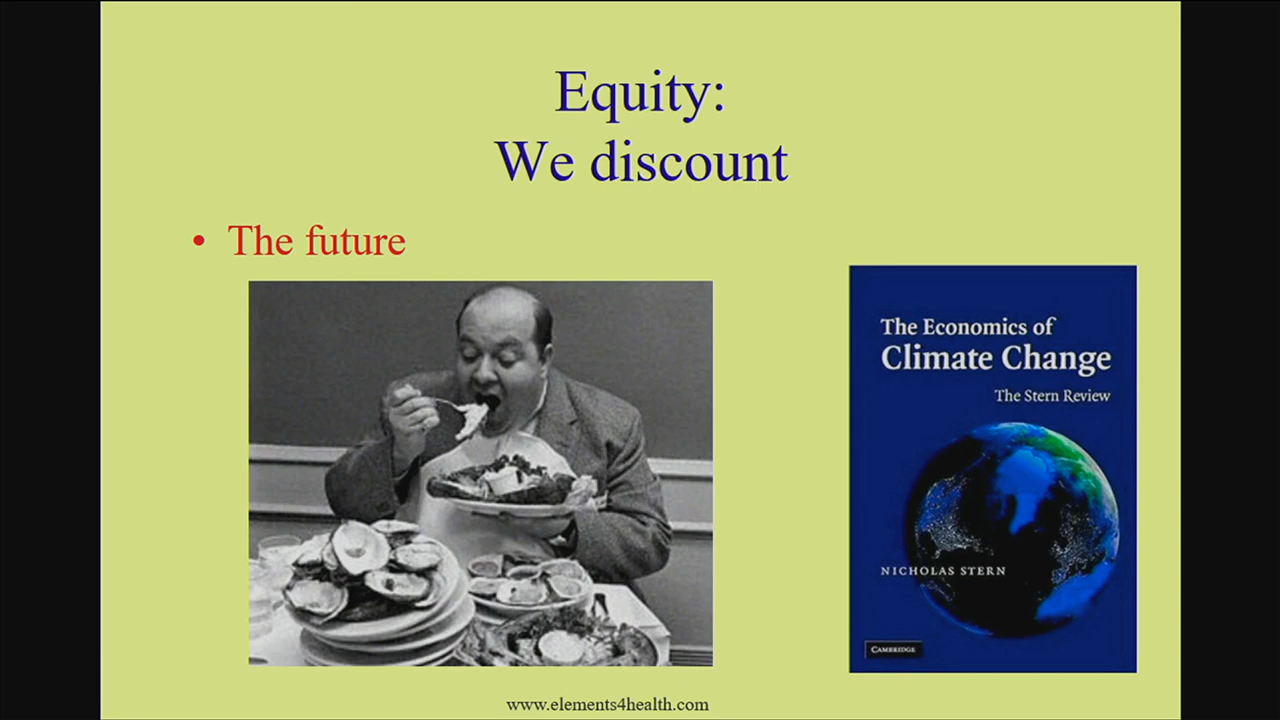 Equity:
We discount
• The future
The Economics of
Climate Change
The Stern Review
NICHOLAS STERN
CAMBRIDGE
www.elements4health.com